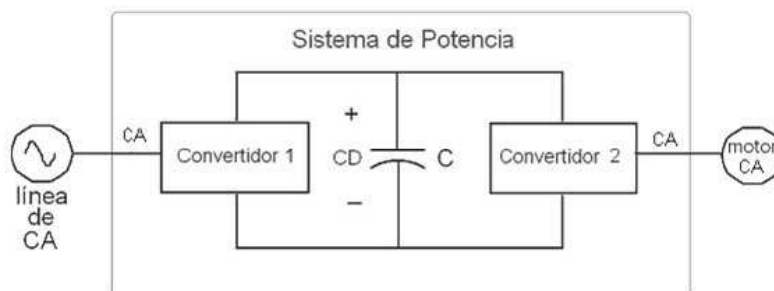 Sistema de Potencia
CA
Convertidor 1
+
CD
C
−
Convertidor 2
CA
motor
CA
línea
de
CA